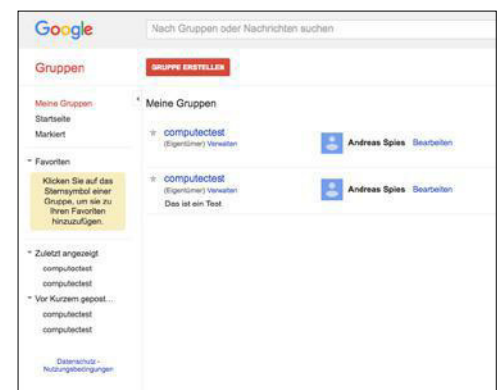 Google
Nach Gruppen oder Nachrichten suchen
Gruppen
GRUPPE ERSTELLEN
Meine Gruppen
Startseite
Markiert
Favoriten
Klicken Sie auf das
Sternsymbol einer
Gruppe, um sie zu
Ihren Favoriten
hinzuzufügen.
Zuletzt angezeigt
computectest
computectest
Vor Kurzem gepost...
computectest
computectest
Datenschutz -
Nutzungsbedingungen
Meine Gruppen
computectest
(Eigentümer) Verwalten
Andreas Spies Bearbeiten
computectest
(Eigentümer) Verwalten
Das ist ein Test
Andreas Spies Bearbeiten